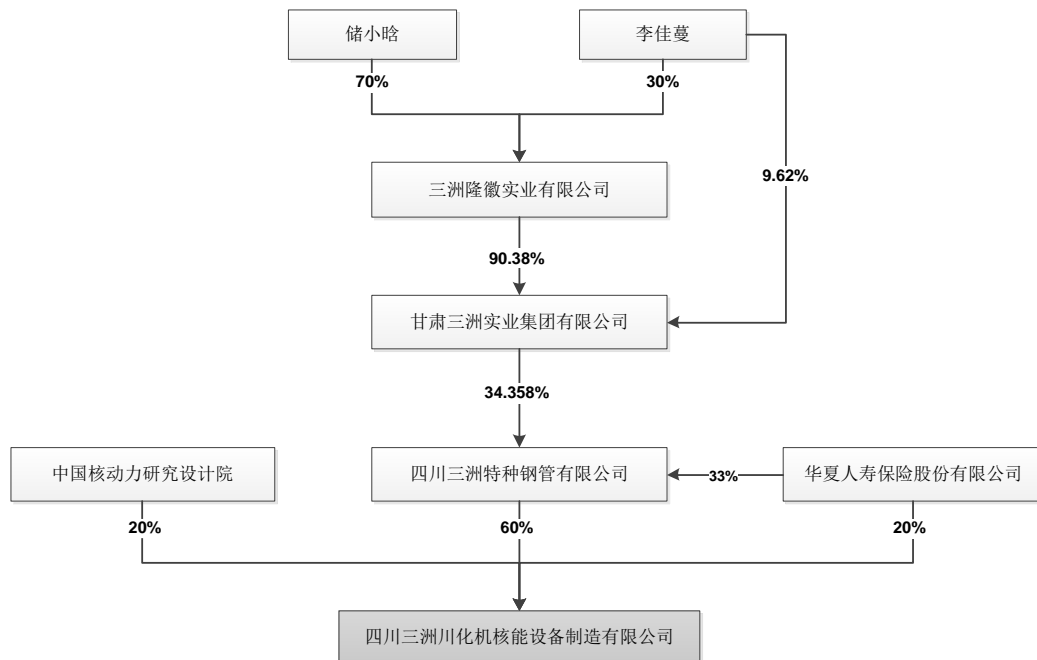 储小晗
李佳蔓
70%
30%
三洲隆徽实业有限公司
9.62%
90.38%
甘肃三洲实业集团有限公司
34.358%
中国核动力研究设计院
四川三洲特种钢管有限公司
33%
华夏人寿保险股份有限公司
20%
60%
20%
四川三洲川化机核能设备制造有限公司